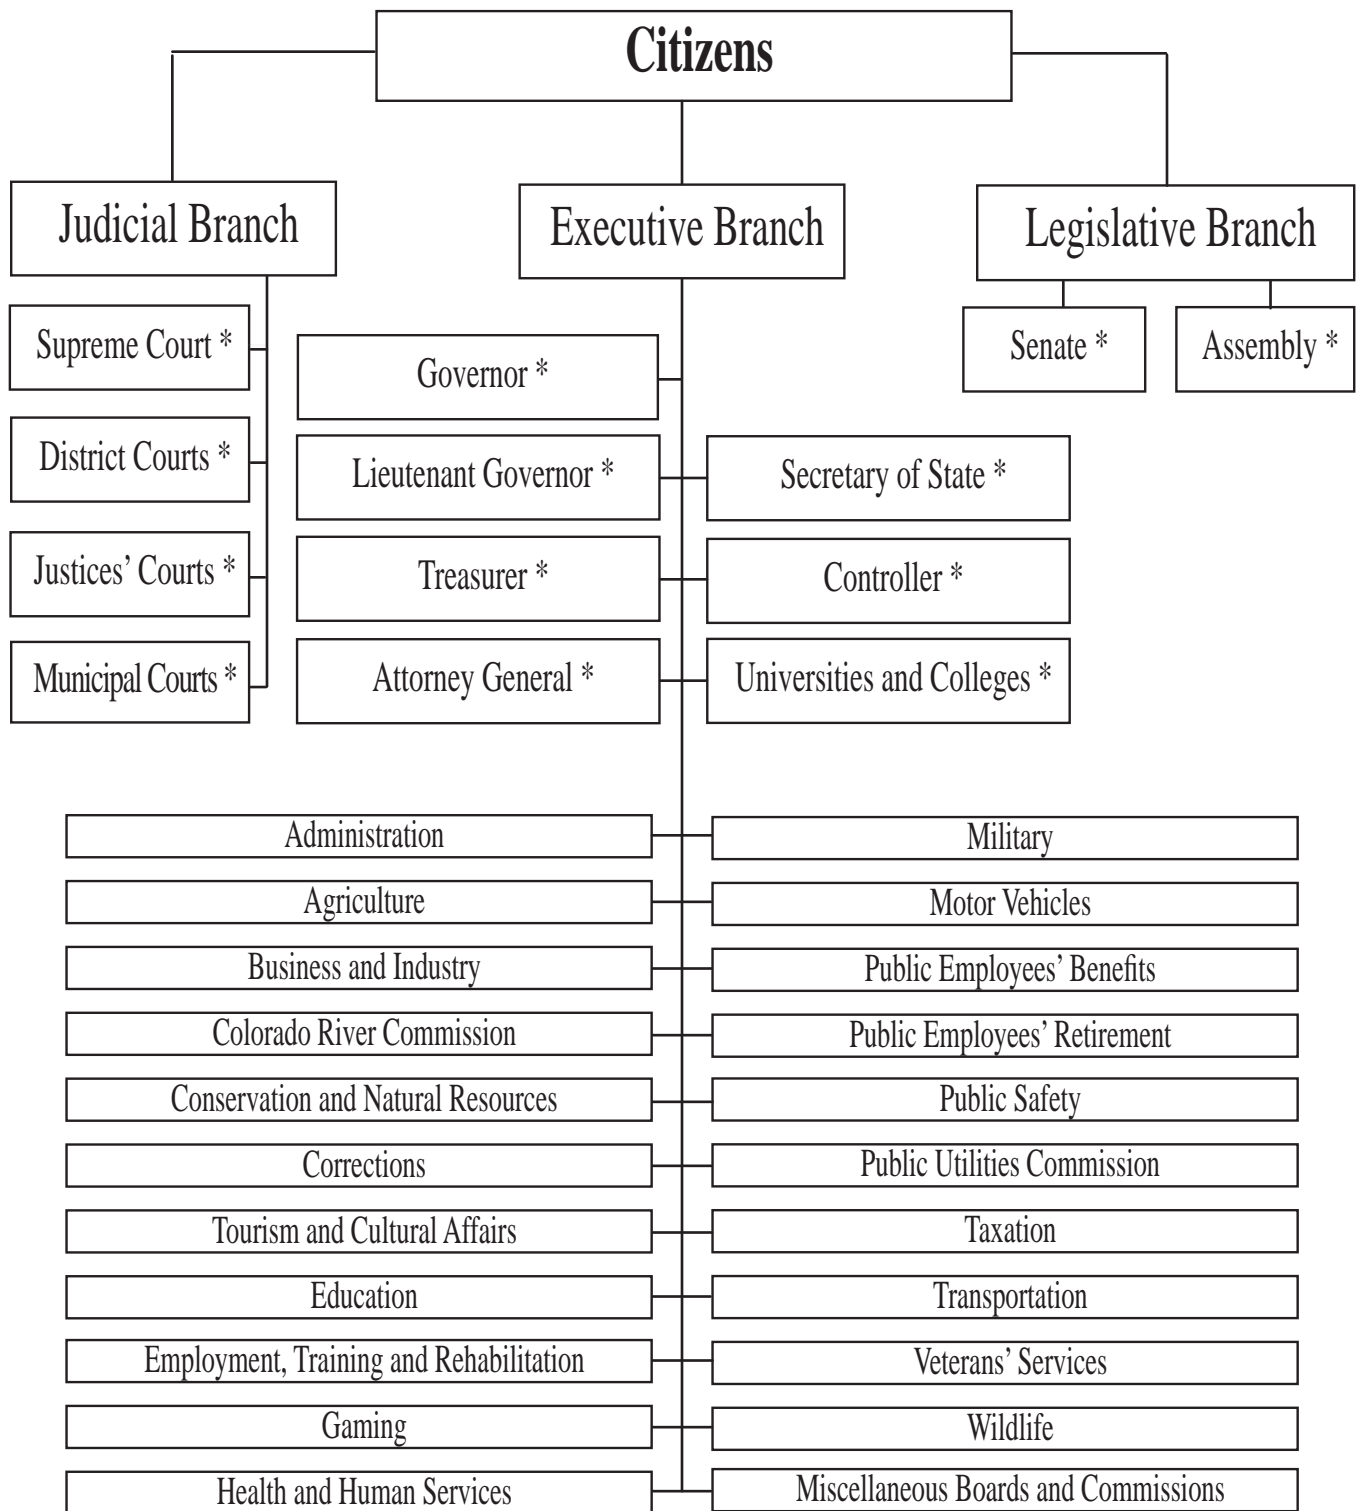 Citizens
Judicial Branch
Executive Branch
Legislative Branch
Supreme Court *
District Courts *
Justices’ Courts *
Municipal Courts *
Governor *
Lieutenant Governor *
Secretary of State *
Treasurer *
Controller *
Attorney General *
Universities and Colleges *
Senate *
Assembly *
Administration
Military
Agriculture
Motor Vehicles
Business and Industry
Public Employees’ Benefits
Colorado River Commission
Public Employees’ Retirement
Conservation and Natural Resources
Public Safety
Corrections
Public Utilities Commission
Tourism and Cultural Affairs
Taxation
Education
Transportation
Employment, Training and Rehabilitation
Veterans’ Services
Gaming
Wildlife
Health and Human Services
Miscellaneous Boards and Commissions